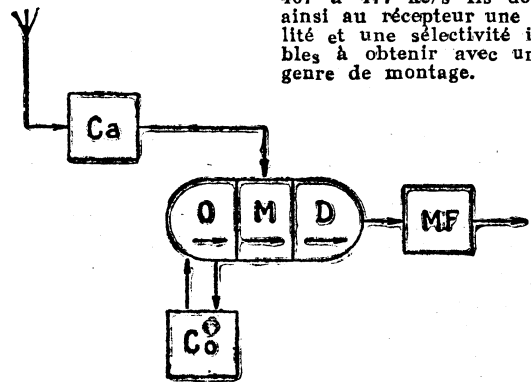 ainsi au récepteur une
lité et une sélectivité i
bles à obtenir avec un
genre de montage.
Ca
O M D
MF
Co